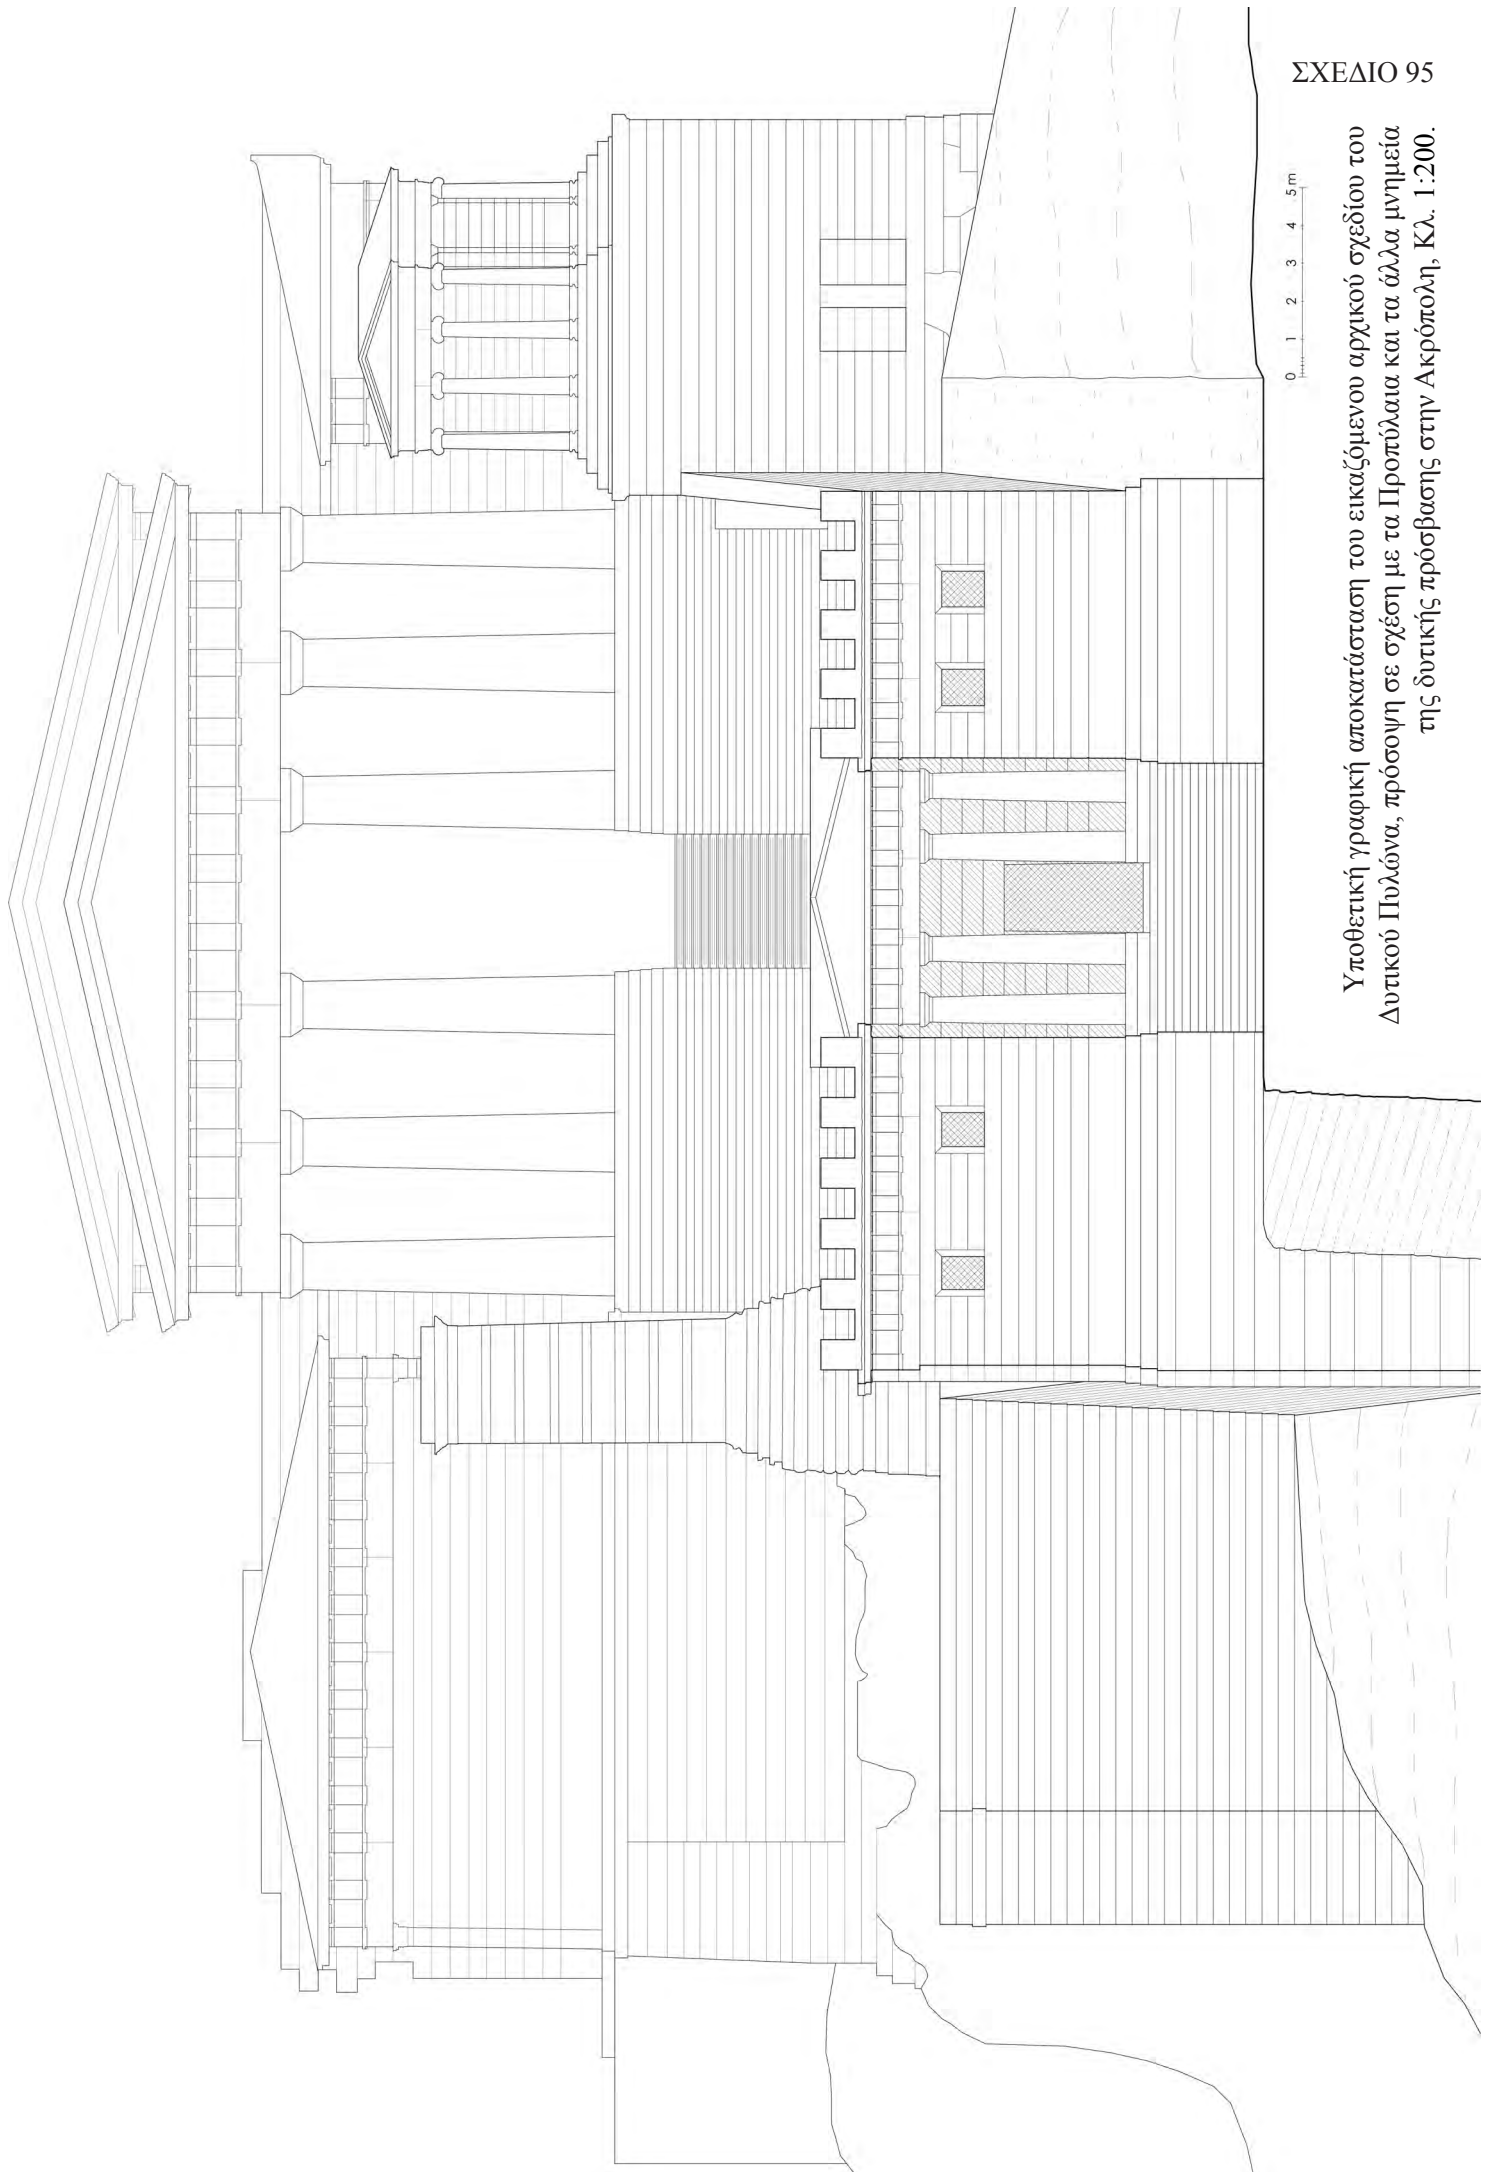 ΣΧΕΔΙΟ 95
Υποθετική γραφική αποκατάσταση του εικαζόμενου αρχικού σχεδίου του
Δυτικού Πυλώνα, πρόσοψη σε σχέση με τα Προπύλαια και τα άλλα μνημεία
της δυτικής πρόσβασης στην Ακρόπολη, Κλ. 1:200.
0 1 2 3 4 5 m